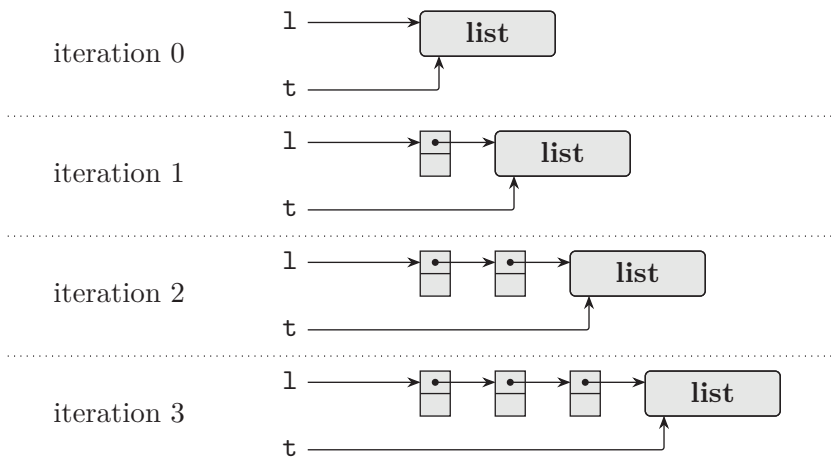 l
list
iteration 0
t
l
list
iteration 1
t
l
list
iteration 2
t
l
list
iteration 3
t